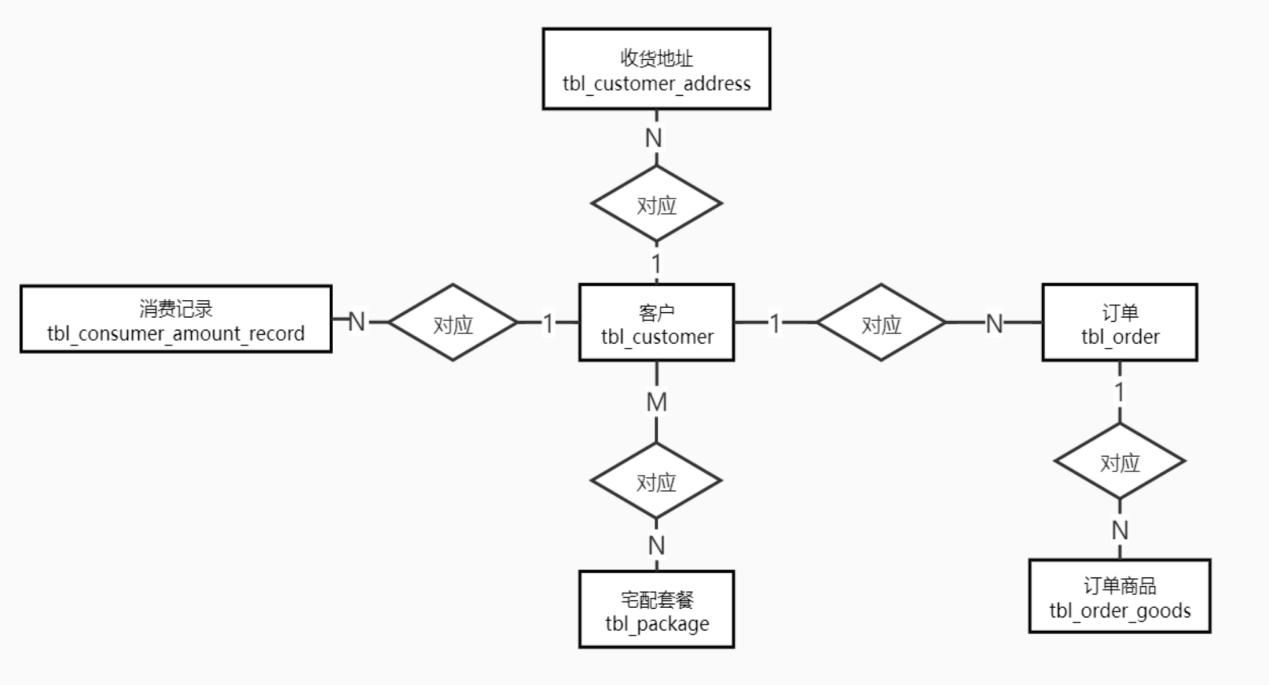 收货地址
tbl_customer_address
N
对应
1
消费记录
tbl_consumer_amount_record
N
对应
1
客户
tbl_customer
1
对应
N
订单
tbl_order
M
对应
N
宅配套餐
tbl_package
1
对应
N
订单商品
tbl_order_goods